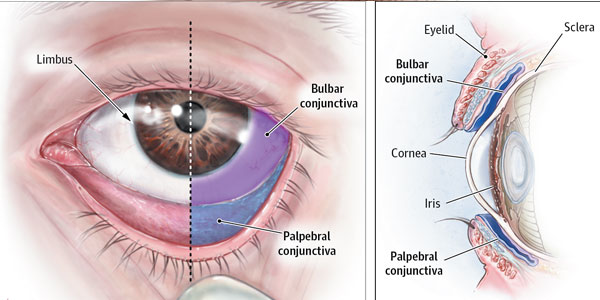 Limbus
Bulbar
conjunctiva
Palpebral
conjunctiva
Eyelid
Sclera
Bulbar
conjunctiva
Cornea
Iris
Palpebral
conjunctiva